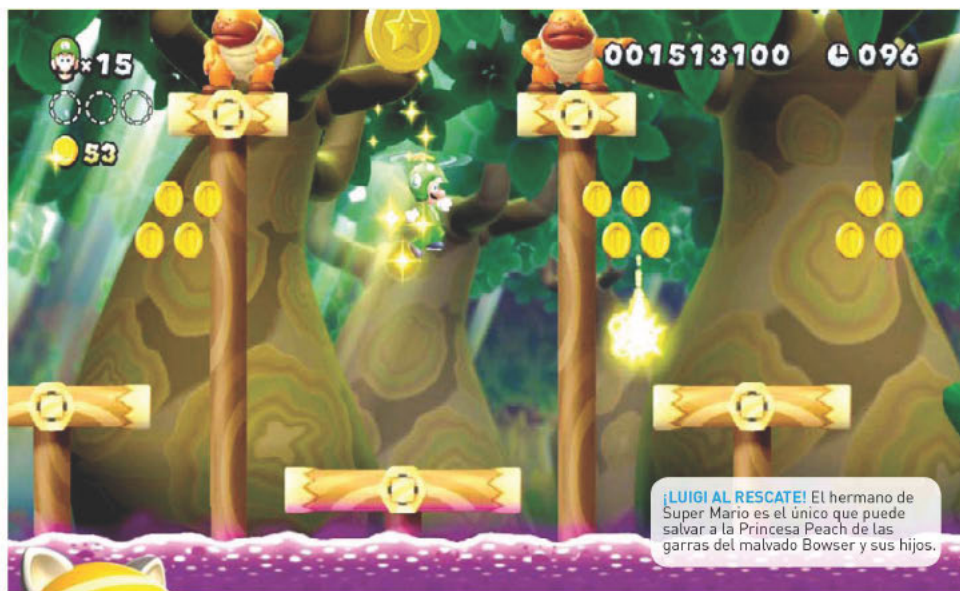 ×15
001513100
096
53
¡LUIGI AL RESCATE! El hermano de
Super Mario es el único que puede
salvar a la Princesa Peach de las
garras del malvado Bowser y sus hijos.